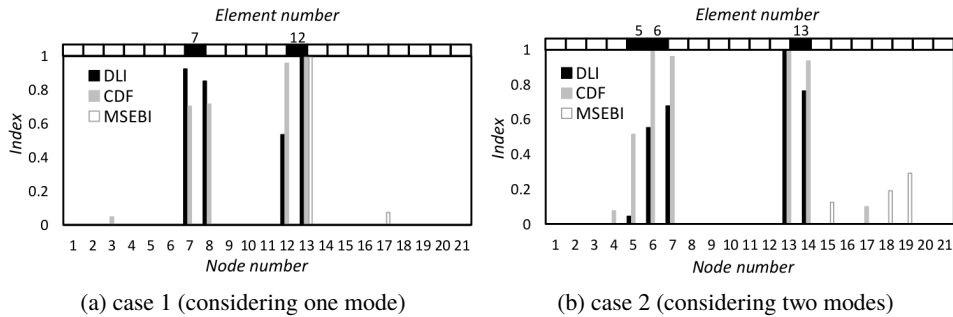 Element number
7 12
1
0.8
0.6
0.4
0.2
0
Index
DLI
CDF
MSEBI
1 2 3 4 5 6 7 8 9 10 11 12 13 14 15 16 17 18 19 20 21
Node number
(a) case 1 (considering one mode)
Element number
5 6 13
1
0.8
0.6
0.4
0.2
0
Index
DLI
CDF
MSEBI
1 2 3 4 5 6 7 8 9 10 11 12 13 14 15 16 17 18 19 20 21
Node number
(b) case 2 (considering two modes)